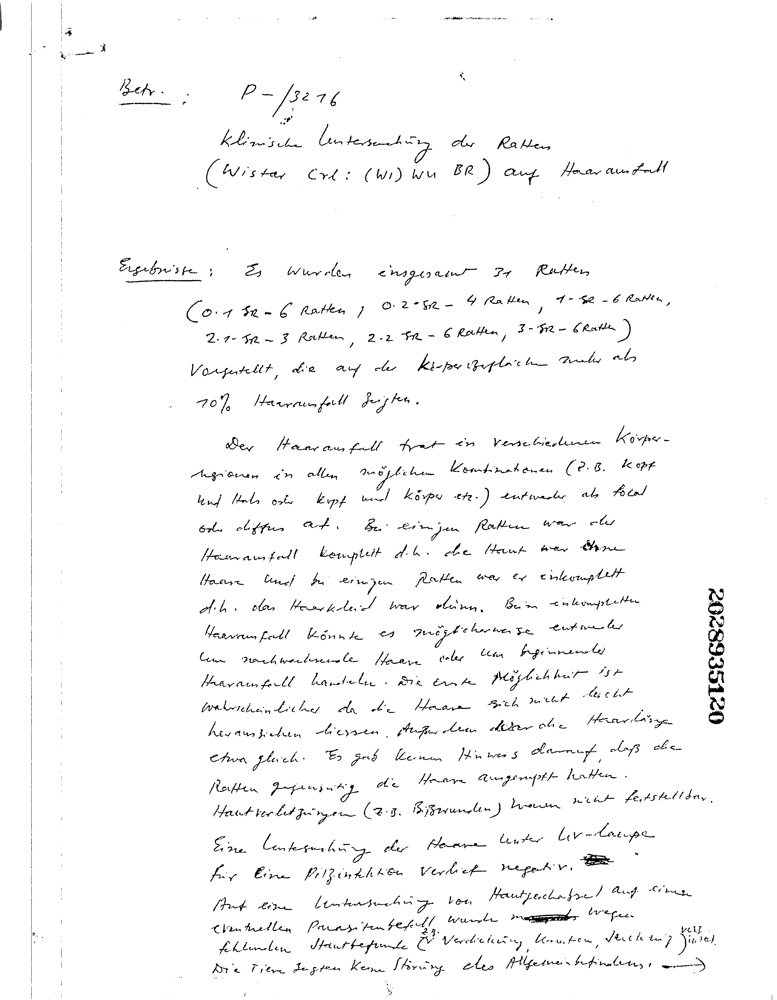 Betr. : P-/3216
Klinische Untersuchung der Ratten
(Wistar Crl: (WI) WU BR) auf Haarausfall
Ergebnisse: Es wurden insgesamt 31 Ratten
(0.1-SR-6 Ratten, 0.2-SR-4 Ratten, 1-SR-6 Ratten,
2.1-SR-3 Ratten, 2.2 SR-6 Ratten, 3-SR-6 Ratten)
Vorgestellt, die auf der Körperoberfläche mehr als
10% Haarausfall zeigten.
Der Haarausfall trat in verschiedenen Körper-
regionen in allen möglichen Kombinationen (z.B. Kopf
und Hals oder Kopf und Körper etc.) entweder als focal
oder diffus auf. Bei einigen Ratten war der
Haarausfall komplett d.h. die Haut war ohne
Haare und bei einigen Ratten war er inkomplett
d.h. das Haarkleid war dünn. Beim inkompletten
Haarausfall könnte es möglicherweise entweder
um nachwachsende Haare oder um beginnender
Haarausfall handeln. Die erste Möglichkeit ist
wahrscheinlicher da die Haare sich nicht leicht
herausziehen liessen. Außerdem die Haarlänge
etwa gleich. Es gab keinen Hinweis darauf, daß die
Ratten gegenseitig die Haare ausgerupft hatten.
Hautverletzungen (z.B. Bißwunden) waren nicht feststellbar.
Eine Untersuchung der Haare unter UV-Lampe
für eine Pilzinfektion verlief negativ.
Auf eine Untersuchung von Hautgeschabsel auf einen
eventuellen Parasitenbefall wurde wegen
fehlenden Hautbefunde (z.B. Verdickung, Knoten, ) verzichtet.
Die Tiere zeigten keine Störung des Allgemeinbefindens. →
2028935120